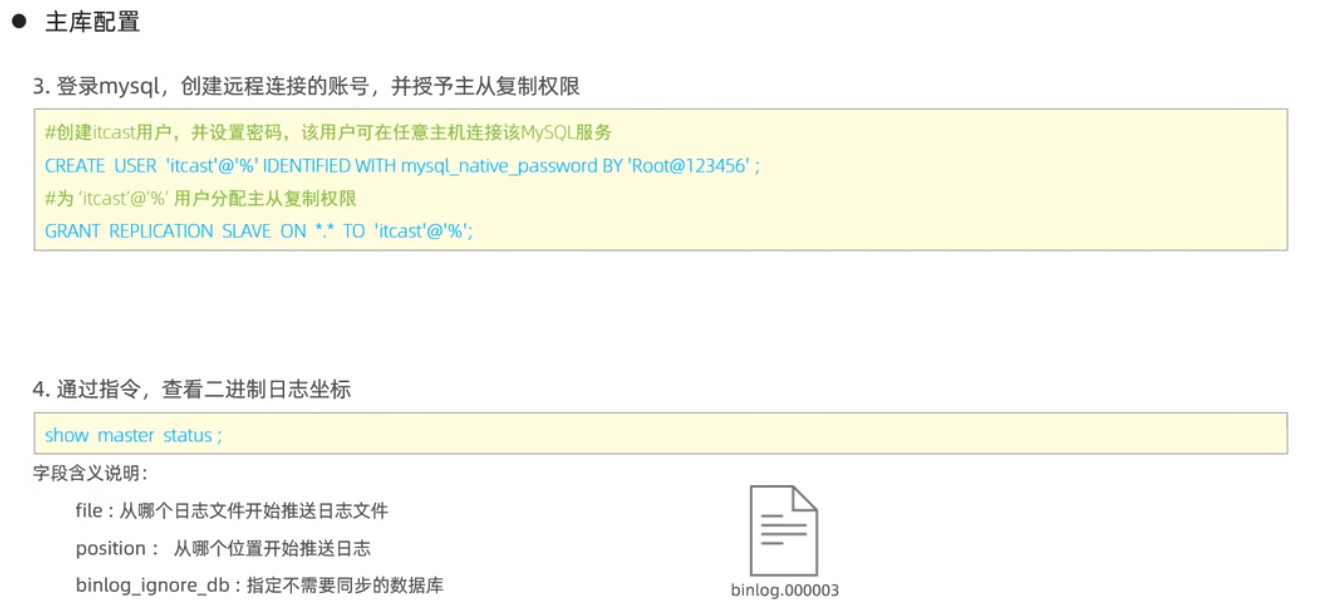 ● 主库配置
3. 登录mysql，创建远程连接的账号，并授予主从复制权限
#创建itcast用户，并设置密码，该用户可在任意主机连接该MySQL服务
CREATE USER 'itcast'@'%' IDENTIFIED WITH mysql_native_password BY 'Root@123456' ;
#为 'itcast'@'%' 用户分配主从复制权限
GRANT REPLICATION SLAVE ON *.* TO 'itcast'@'%';
4. 通过指令，查看二进制日志坐标
show master status ;
字段含义说明：
file : 从哪个日志文件开始推送日志文件
position ： 从哪个位置开始推送日志
binlog_ignore_db : 指定不需要同步的数据库
binlog.000003